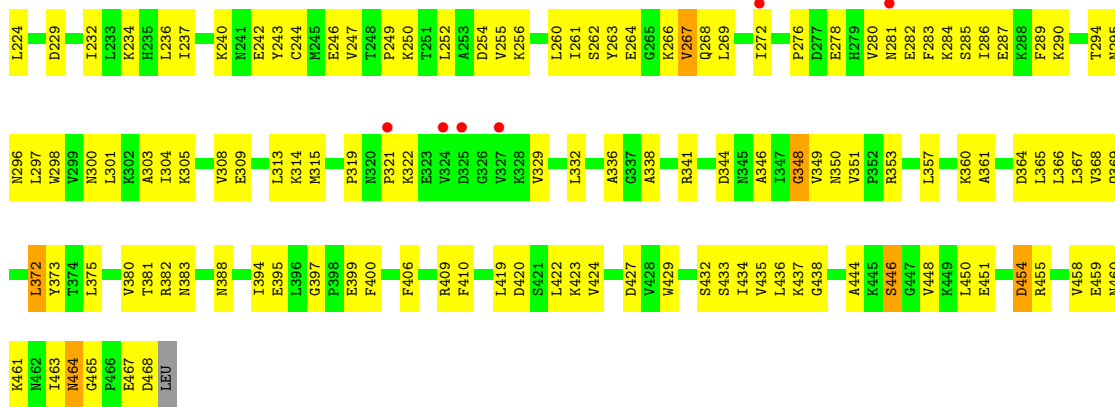 L224 D229 I232 L233 K234 H235 L236 I237 K240 N241 E242 Y243 C244 M245 E246 V247 T248 P249 K250 T251 L252 A253 D254 V255 K256 L260 I261 S262 Y263 E264 G265 K266 V267 Q268 L269 I272 P276 D277 E278 H279 V280 N281 E282 F283 K284 S285 I286 E287 K288 F289 K290 T294
N296 L297 W298 V299 N300 L301 K302 A303 I304 K305 V308 E309 L313 K314 M315 P319 N320 P321 K322 E323 V324 D325 G326 V327 K328 V329 L332 A336 G337 A338 R341 D344 N345 A346 I347 G348 V349 N350 V351 P352 R353 L357 K360 A361 D364 L365 L366 L367 V368
L372 Y373 T374 L375 V380 T381 R382 N383 N388 I394 E395 L396 G397 P398 E399 F400 F406 R409 F410 L419 D420 S421 L422 K423 V424 D427 V428 W429 S432 S433 I434 V435 L436 K437 G438 A444 K445 S446 G447 V448 K449 L450 E451 D454 R455 V458 E459
K461 N462 I463 N464 G465 P466 E467 D468 LEU